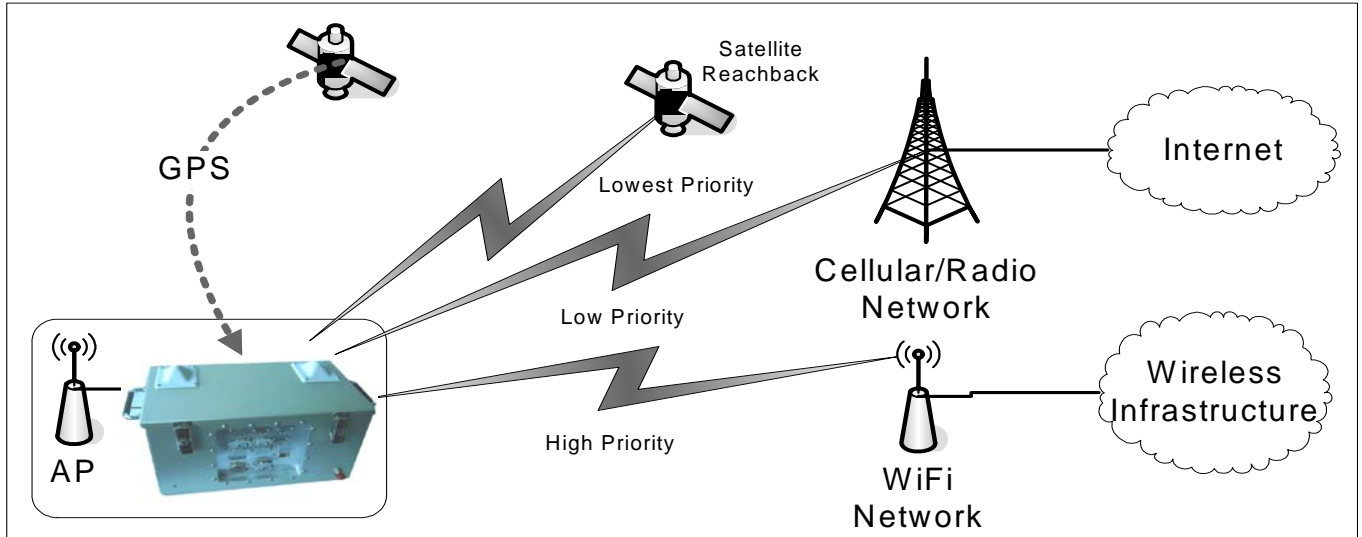 Satellite
Reachback
GPS
Lowest Priority
Internet
Cellular/Radio
Network
Low Priority
AP
High Priority
WiFi
Network
Wireless
Infrastructure